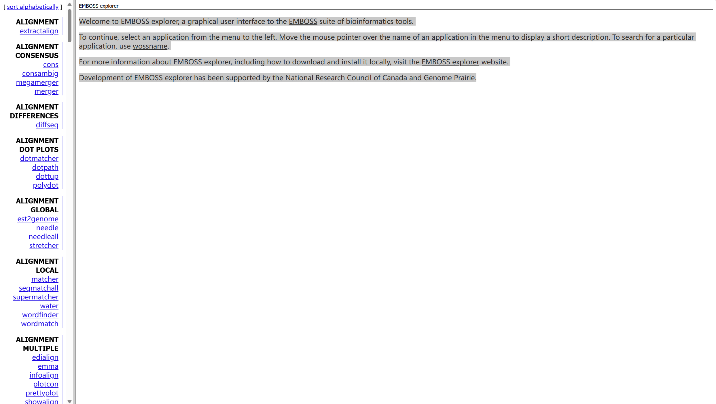 [ sort alphabetically ]
ALIGNMENT
extractalign
ALIGNMENT
CONSENSUS
cons
consambig
megamerger
merger
ALIGNMENT
DIFFERENCES
diffseq
ALIGNMENT
DOT PLOTS
dotmatcher
dotpath
dottup
polydot
ALIGNMENT
GLOBAL
est2genome
needle
needleall
stretcher
ALIGNMENT
LOCAL
matcher
seqmatchall
supermatcher
water
wordfinder
wordmatch
ALIGNMENT
MULTIPLE
edialign
emma
infoalign
plotcon
prettyplot
showalign
EMBOSS explorer
Welcome to EMBOSS explorer, a graphical user interface to the EMBOSS suite of bioinformatics tools.
To continue, select an application from the menu to the left. Move the mouse pointer over the name of an application in the menu to display a short description. To search for a particular
application, use wossname.
For more information about EMBOSS explorer, including how to download and install it locally, visit the EMBOSS explorer website.
Development of EMBOSS explorer has been supported by the National Research Council of Canada and Genome Prairie.